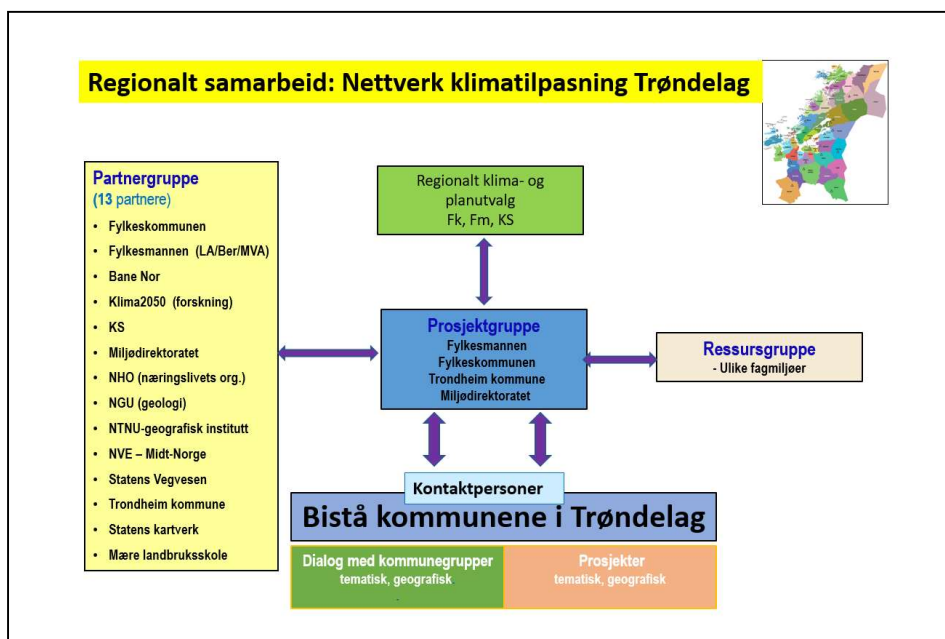 Regionalt samarbeid: Nettverk klimatilpasning Trøndelag
Partnergruppe
(13 partnere)
• Fylkeskommunen
• Fylkesmannen (LA/Ber/MVA)
• Bane Nor
• Klima2050 (forskning)
• KS
• Miljødirektoratet
• NHO (næringslivets org.)
• NGU (geologi)
• NTNU-geografisk institutt
• NVE – Midt-Norge
• Statens Vegvesen
• Trondheim kommune
• Statens kartverk
• Mære landbruksskole
Regionalt klima- og
planutvalg
Fk, Fm, KS
Prosjektgruppe
Fylkesmannen
Fylkeskommunen
Trondheim kommune
Miljødirektoratet
Ressursgruppe
- Ulike fagmiljøer
Kontaktpersoner
Bistå kommunene i Trøndelag
Dialog med kommunegrupper
tematisk, geografisk
Prosjekter
tematisk, geografisk